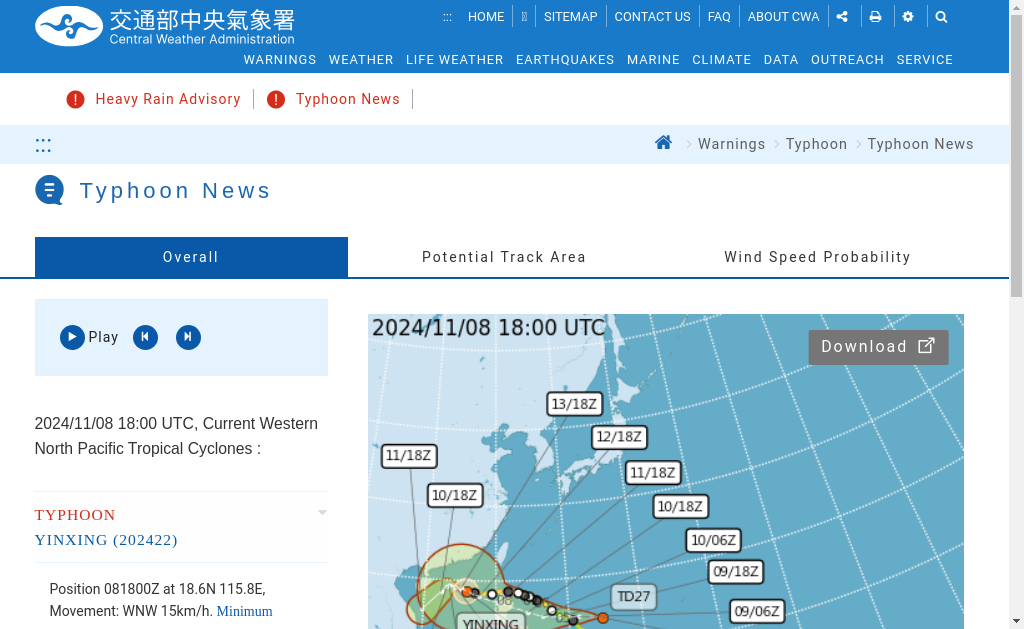 交通部中央氣象署
Central Weather Administration
::: HOME SITEMAP CONTACT US FAQ ABOUT CWA
WARNINGS WEATHER LIFE WEATHER EARTHQUAKES MARINE CLIMATE DATA OUTREACH SERVICE
Heavy Rain Advisory Typhoon News
::: Warnings Typhoon Typhoon News
Typhoon News
Overall Potential Track Area Wind Speed Probability
Play
2024/11/08 18:00 UTC, Current Western
North Pacific Tropical Cyclones :
TYPHOON
YINXING (202422)
Position 081800Z at 18.6N 115.8E,
Movement: WNW 15km/h. Minimum
2024/11/08 18:00 UTC
Download
13/18Z
12/18Z
11/18Z
11/18Z
10/18Z
10/18Z
10/06Z
09/18Z
TD27
09/06Z
YINXING